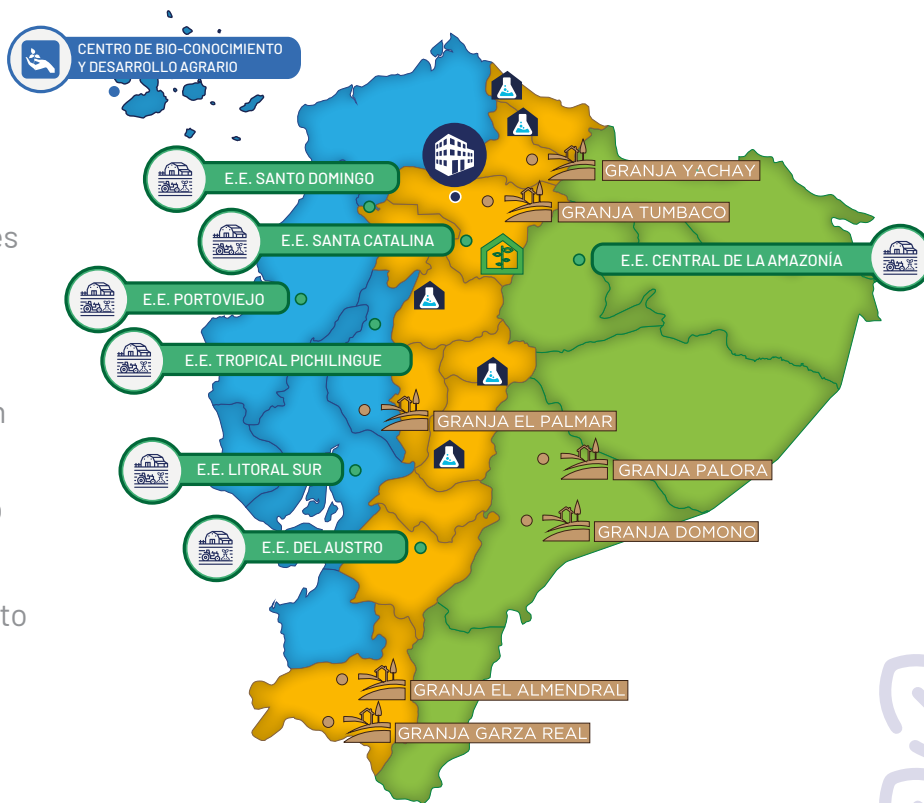 CENTRO DE BIO-CONOCIMIENTO
Y DESARROLLO AGRARIO
E.E. SANTO DOMINGO
GRANJA YACHAY
GRANJA TUMBACO
E.E. SANTA CATALINA
E.E. CENTRAL DE LA AMAZONÍA
E.E. PORTOVIEJO
E.E. TROPICAL PICHILINGUE
GRANJA EL PALMAR
E.E. LITORAL SUR
GRANJA PALORA
GRANJA DOMONO
E.E. DEL AUSTRO
GRANJA EL ALMENDRAL
GRANJA GARZA REAL